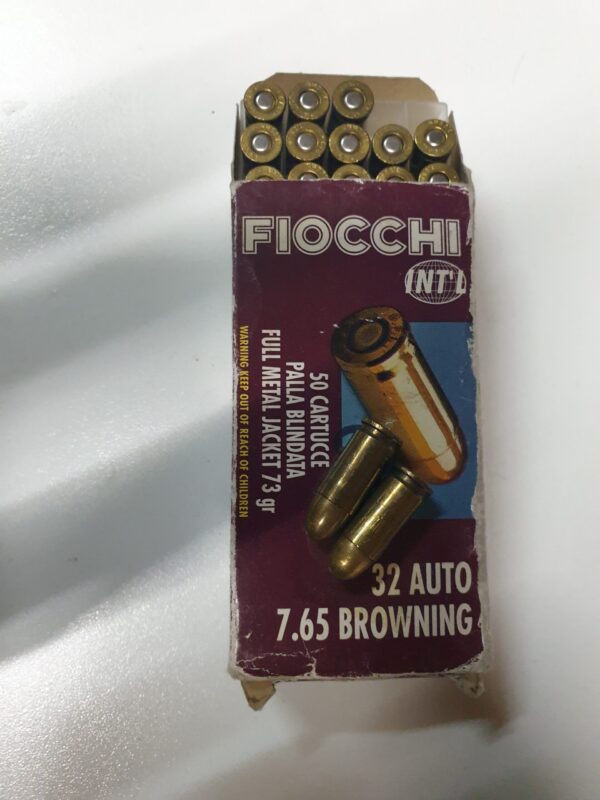 FIOCCHI
INT'L
50 CARTUCCE
PALLA BLINDATA
FULL METAL JACKET 73 gr
WARNING KEEP OUT OF REACH OF CHILDREN
32 AUTO
7.65 BROWNING